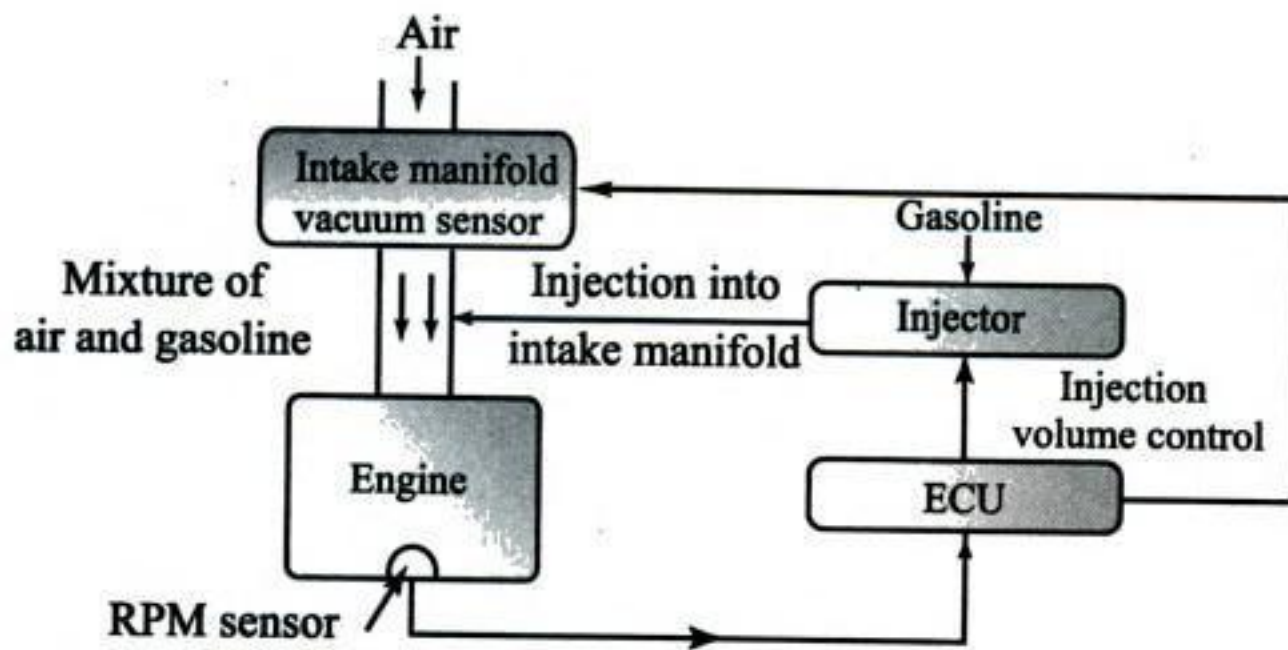 Air
Intake manifold
vacuum sensor
Gasoline
Mixture of
air and gasoline
Injection into
intake manifold
Injector
Injection
volume control
Engine
ECU
RPM sensor